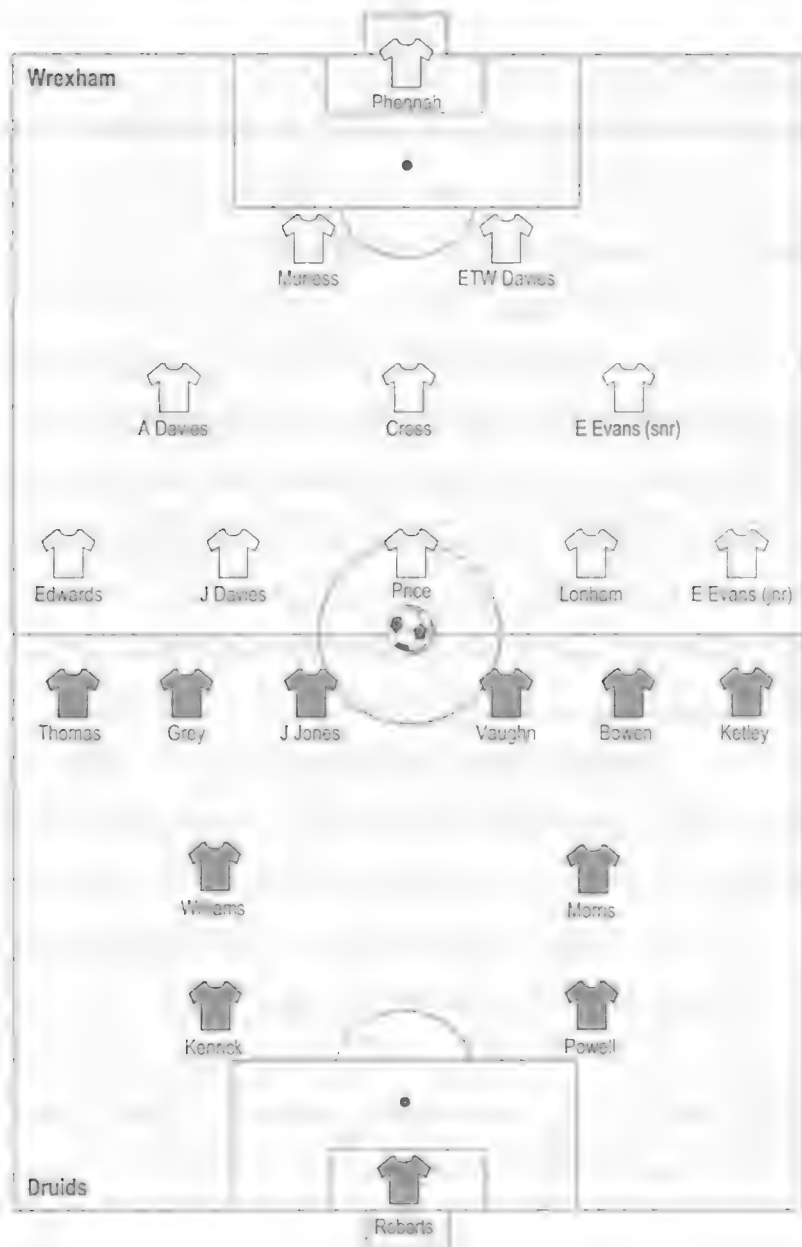 Wrexham
Phennah
Murless ETW Davies
A Davies Cross E Evans (snr)
Edwards J Davies Price Lonham E Evans (jnr)
Thomas Grey J Jones Vaughn Bowen Ketley
Williams Morris
Kenrick Powell
Druids
Roberts